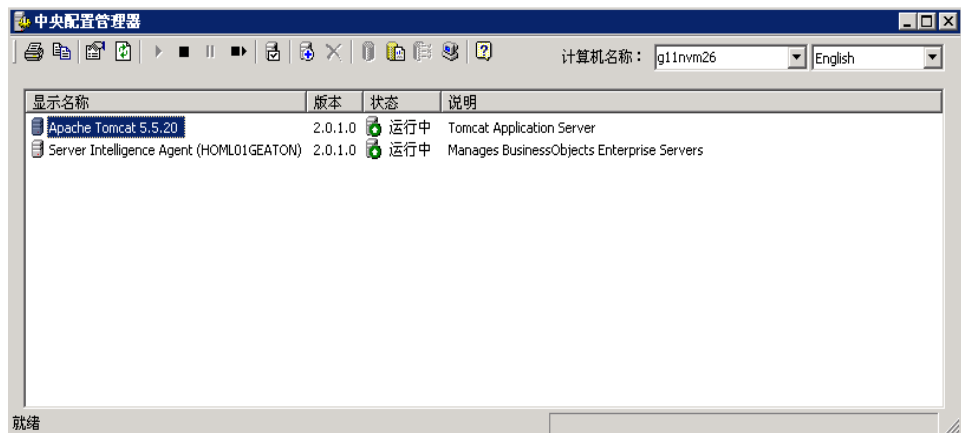 中央配置管理器
计算机名称： g11nvm26 English
显示名称 版本 状态 说明
Apache Tomcat 5.5.20 2.0.1.0 运行中 Tomcat Application Server
Server Intelligence Agent (HOML01GEATON) 2.0.1.0 运行中 Manages BusinessObjects Enterprise Servers
就绪